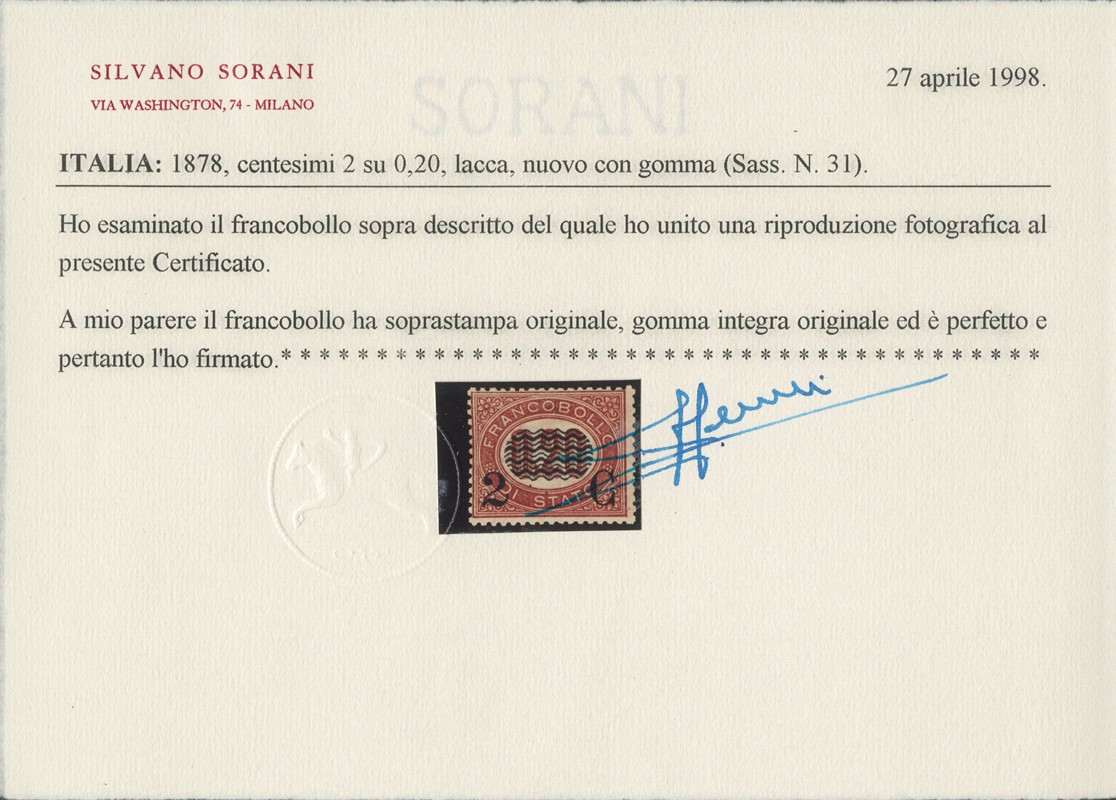 SILVANO SORANI
VIA WASHINGTON, 74 - MILANO
27 aprile 1998.
SORANI
ITALIA: 1878, centesimi 2 su 0,20, lacca, nuovo con gomma (Sass. N. 31).
Ho esaminato il francobollo sopra descritto del quale ho unito una riproduzione fotografica al
presente Certificato.
A mio parere il francobollo ha soprastampa originale, gomma integra originale ed è perfetto e
pertanto l'ho firmato.* * * * * * * * * * * * * * * * * * * * * * * * * * * * * * * * * * * * * * * *
FRANCOBOLLO
0,20
2 C
DI STATO